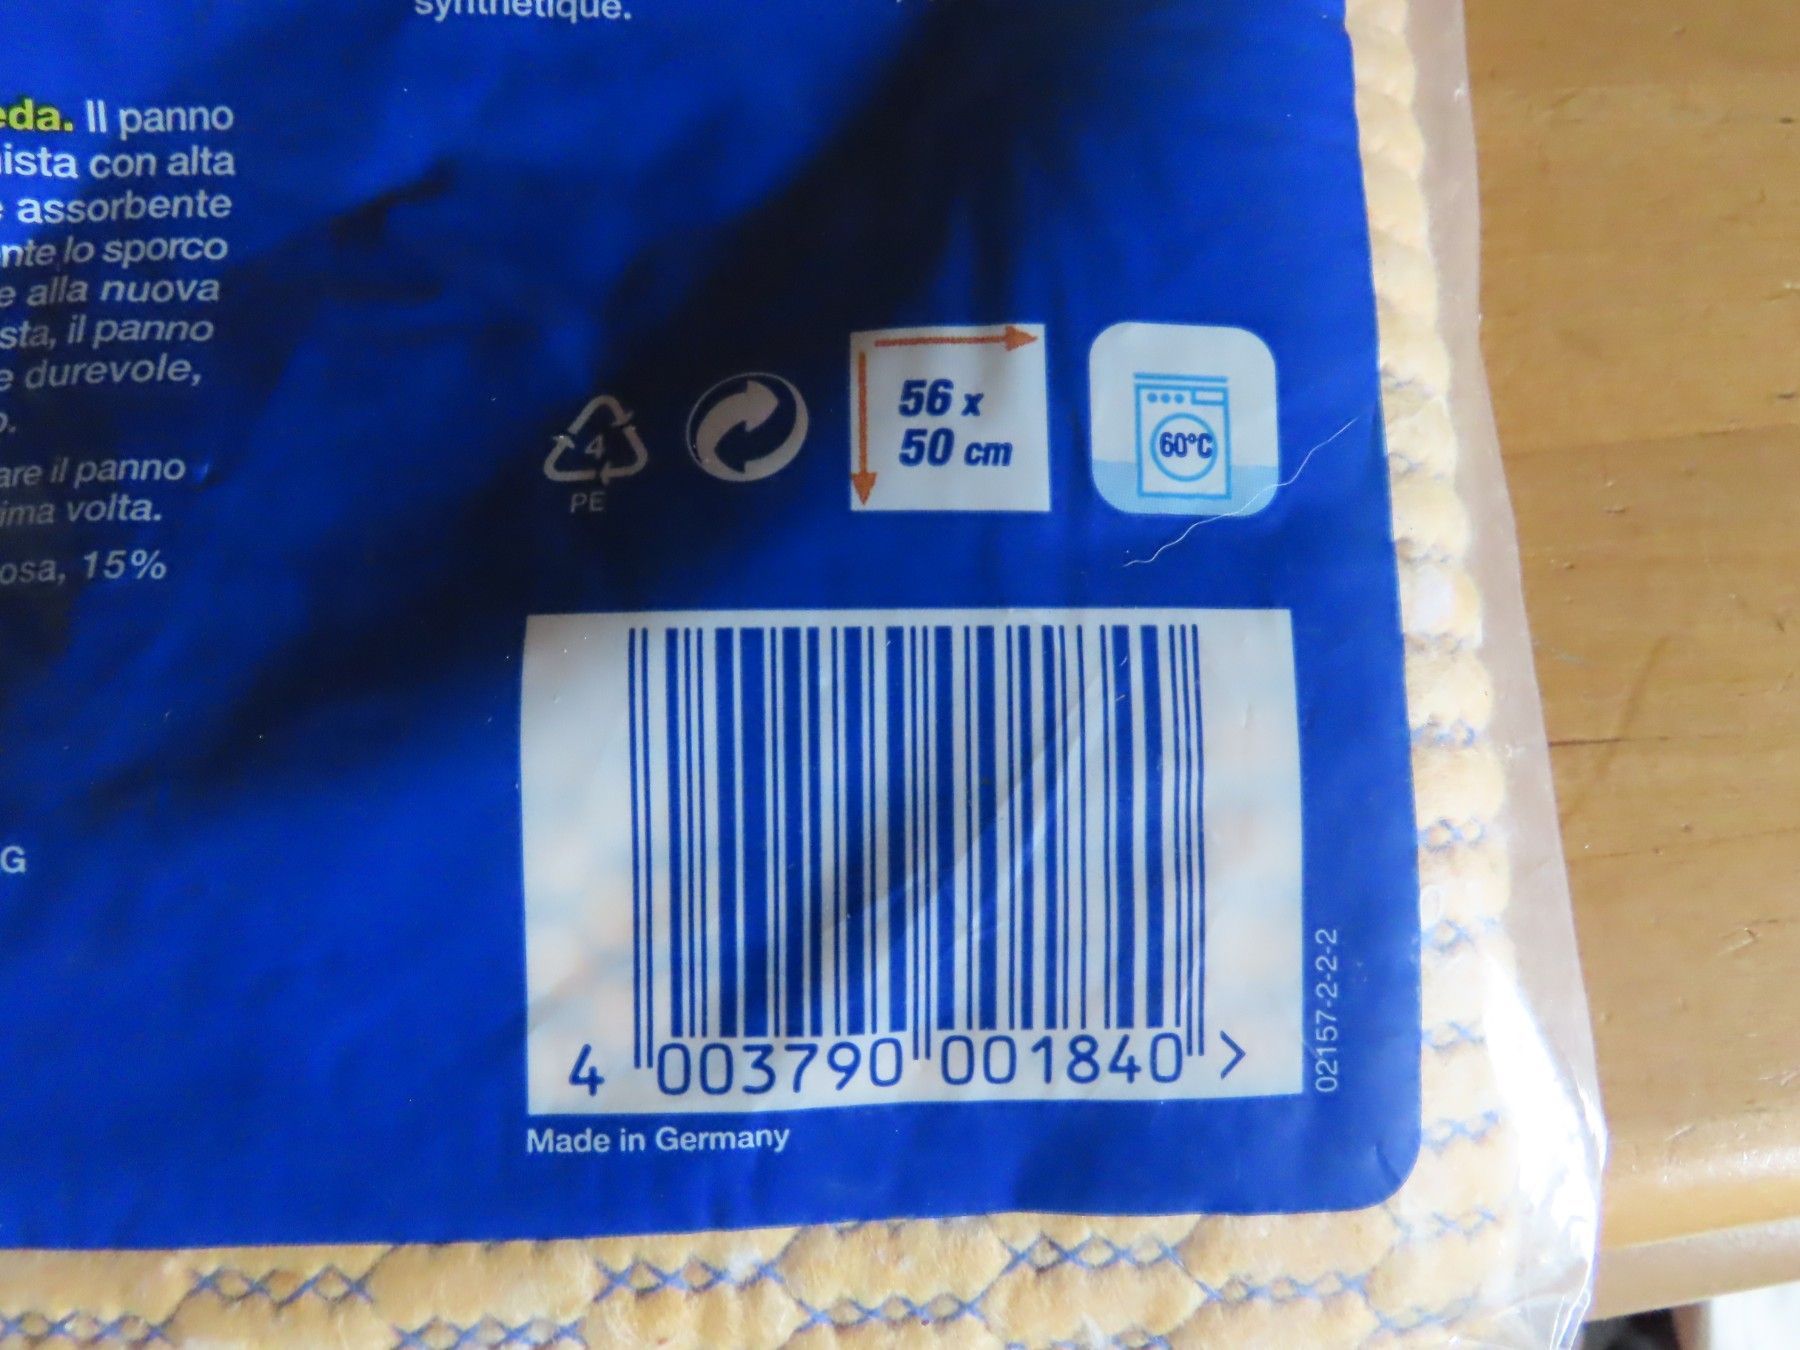 synthétique.
eda. Il panno
ista con alta
e assorbente
nte lo sporco
e alla nuova
sta, il panno
e durevole,
o.
are il panno
ima volta.
osa, 15%
G
4
PE
56 x
50 cm
60°C
4 003790 001840 >
02157-2-2-2
Made in Germany